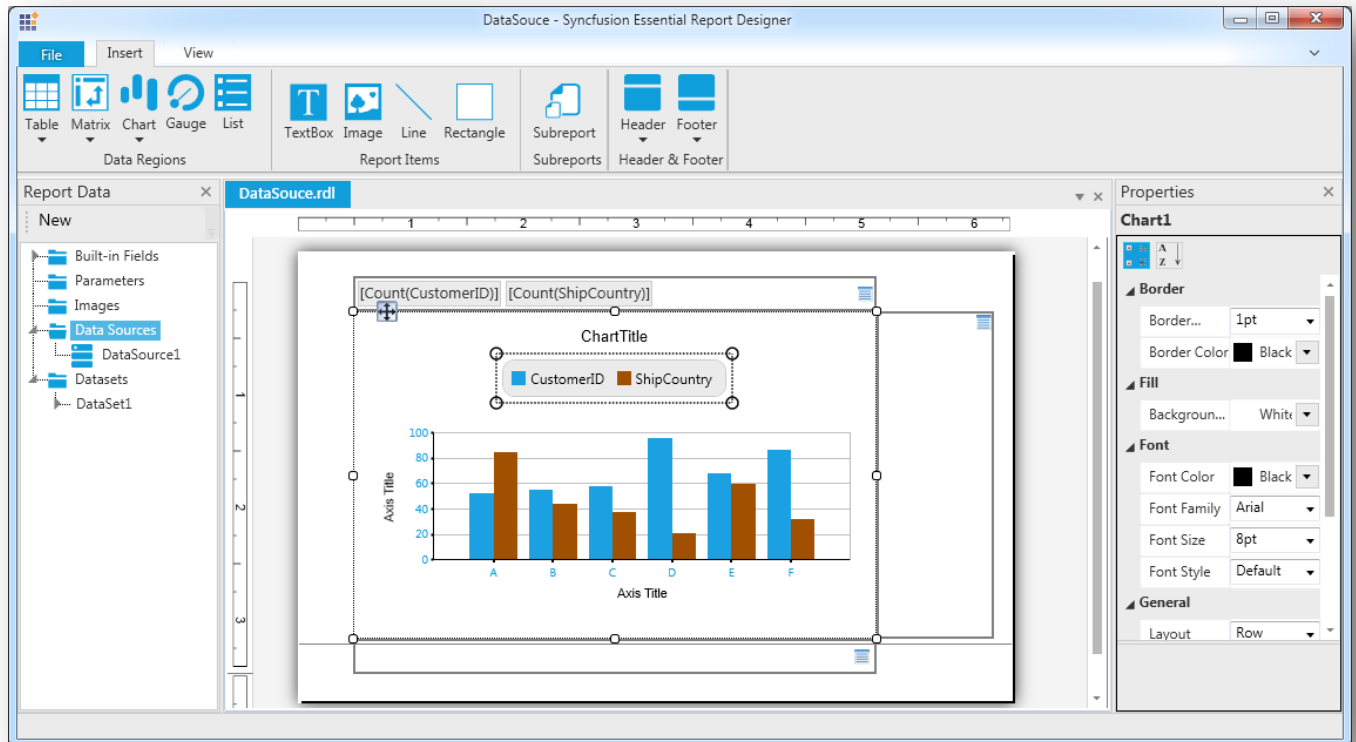 DataSouce - Syncfusion Essential Report Designer
File Insert View
Table Matrix Chart Gauge List
TextBox Image Line Rectangle
Subreport
Header Footer
Data Regions
Report Items
Subreports
Header & Footer
Report Data
New
Built-in Fields
Parameters
Images
Data Sources
DataSource1
Datasets
DataSet1
DataSouce.rdl
1 2 3 4 5 6
1
2
3
[Count(CustomerID)] [Count(ShipCountry)]
ChartTitle
CustomerID ShipCountry
Axis Title
100
80
60
40
20
0
A B C D E F
Axis Title
Properties
Chart1
A
Z
Border
Border... 1pt
Border Color Black
Fill
Backgroun... White
Font
Font Color Black
Font Family Arial
Font Size 8pt
Font Style Default
General
Layout Row